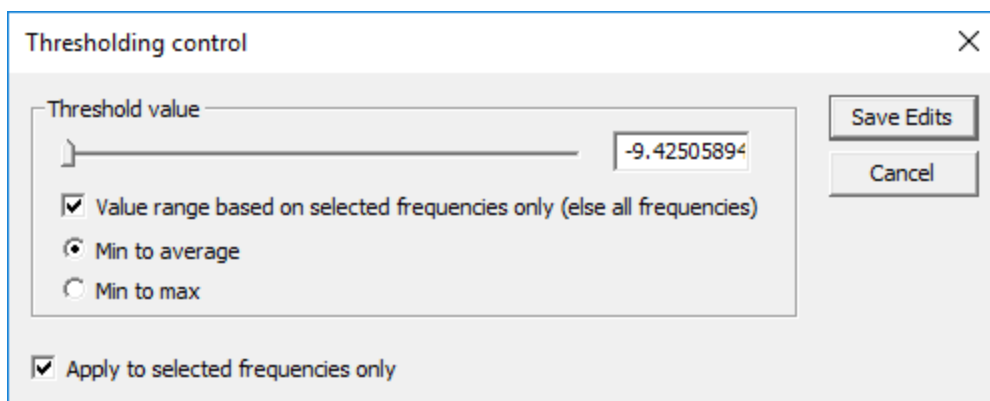 Thresholding control
Threshold value
-9.42505894
Save Edits
Cancel
Value range based on selected frequencies only (else all frequencies)
Min to average
Min to max
Apply to selected frequencies only